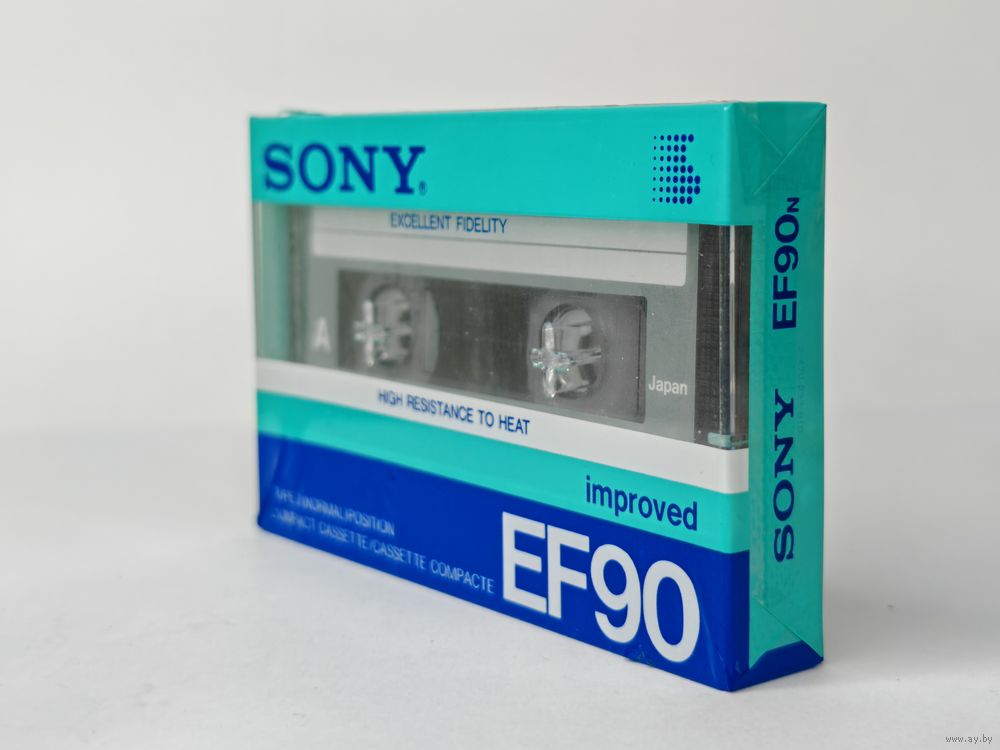 SONY®
EXCELLENT FIDELITY
A
Japan
HIGH RESISTANCE TO HEAT
improved
TYPE I(NORMAL)POSITION
COMPACT CASSETTE/CASSETTE COMPACTE
EF90
SONY EF90N
www.ay.by